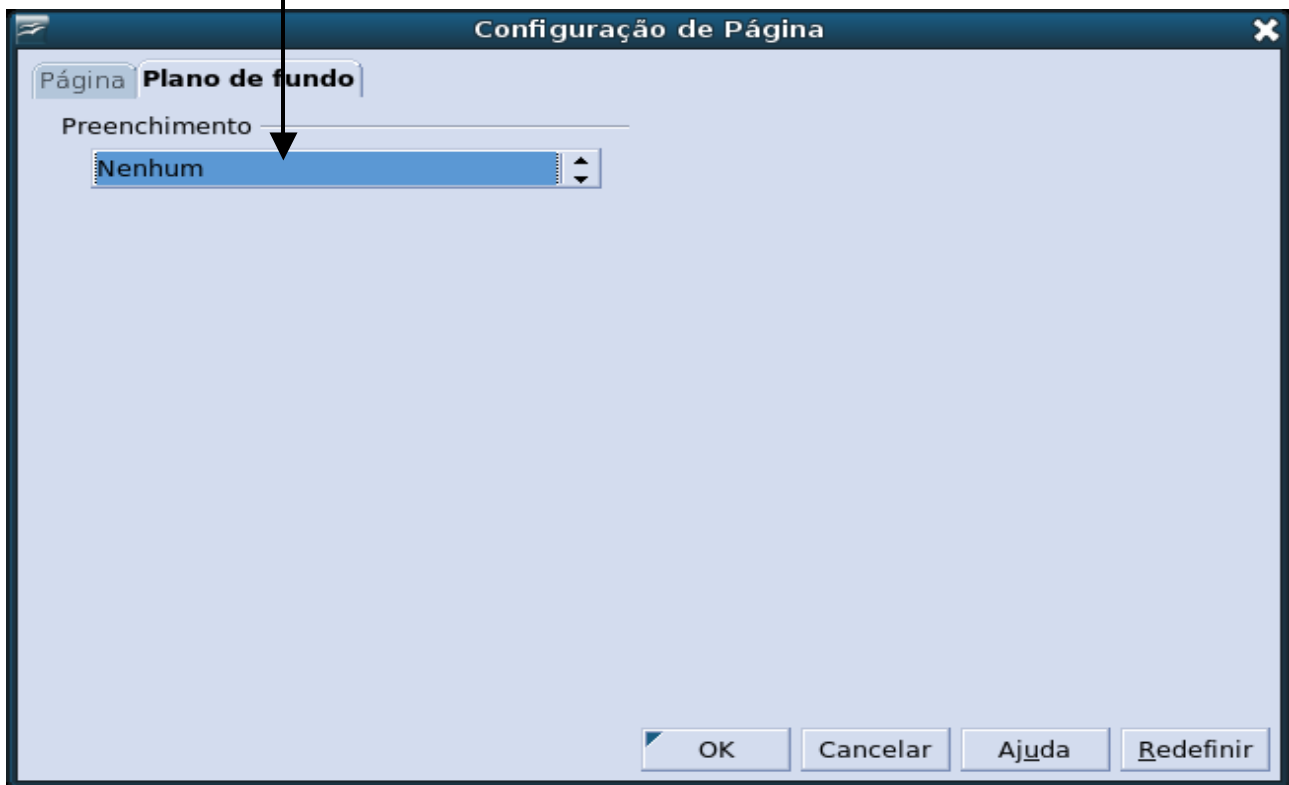 Configuração de Página
Página Plano de fundo
Preenchimento
Nenhum
OK Cancelar Ajuda Redefinir